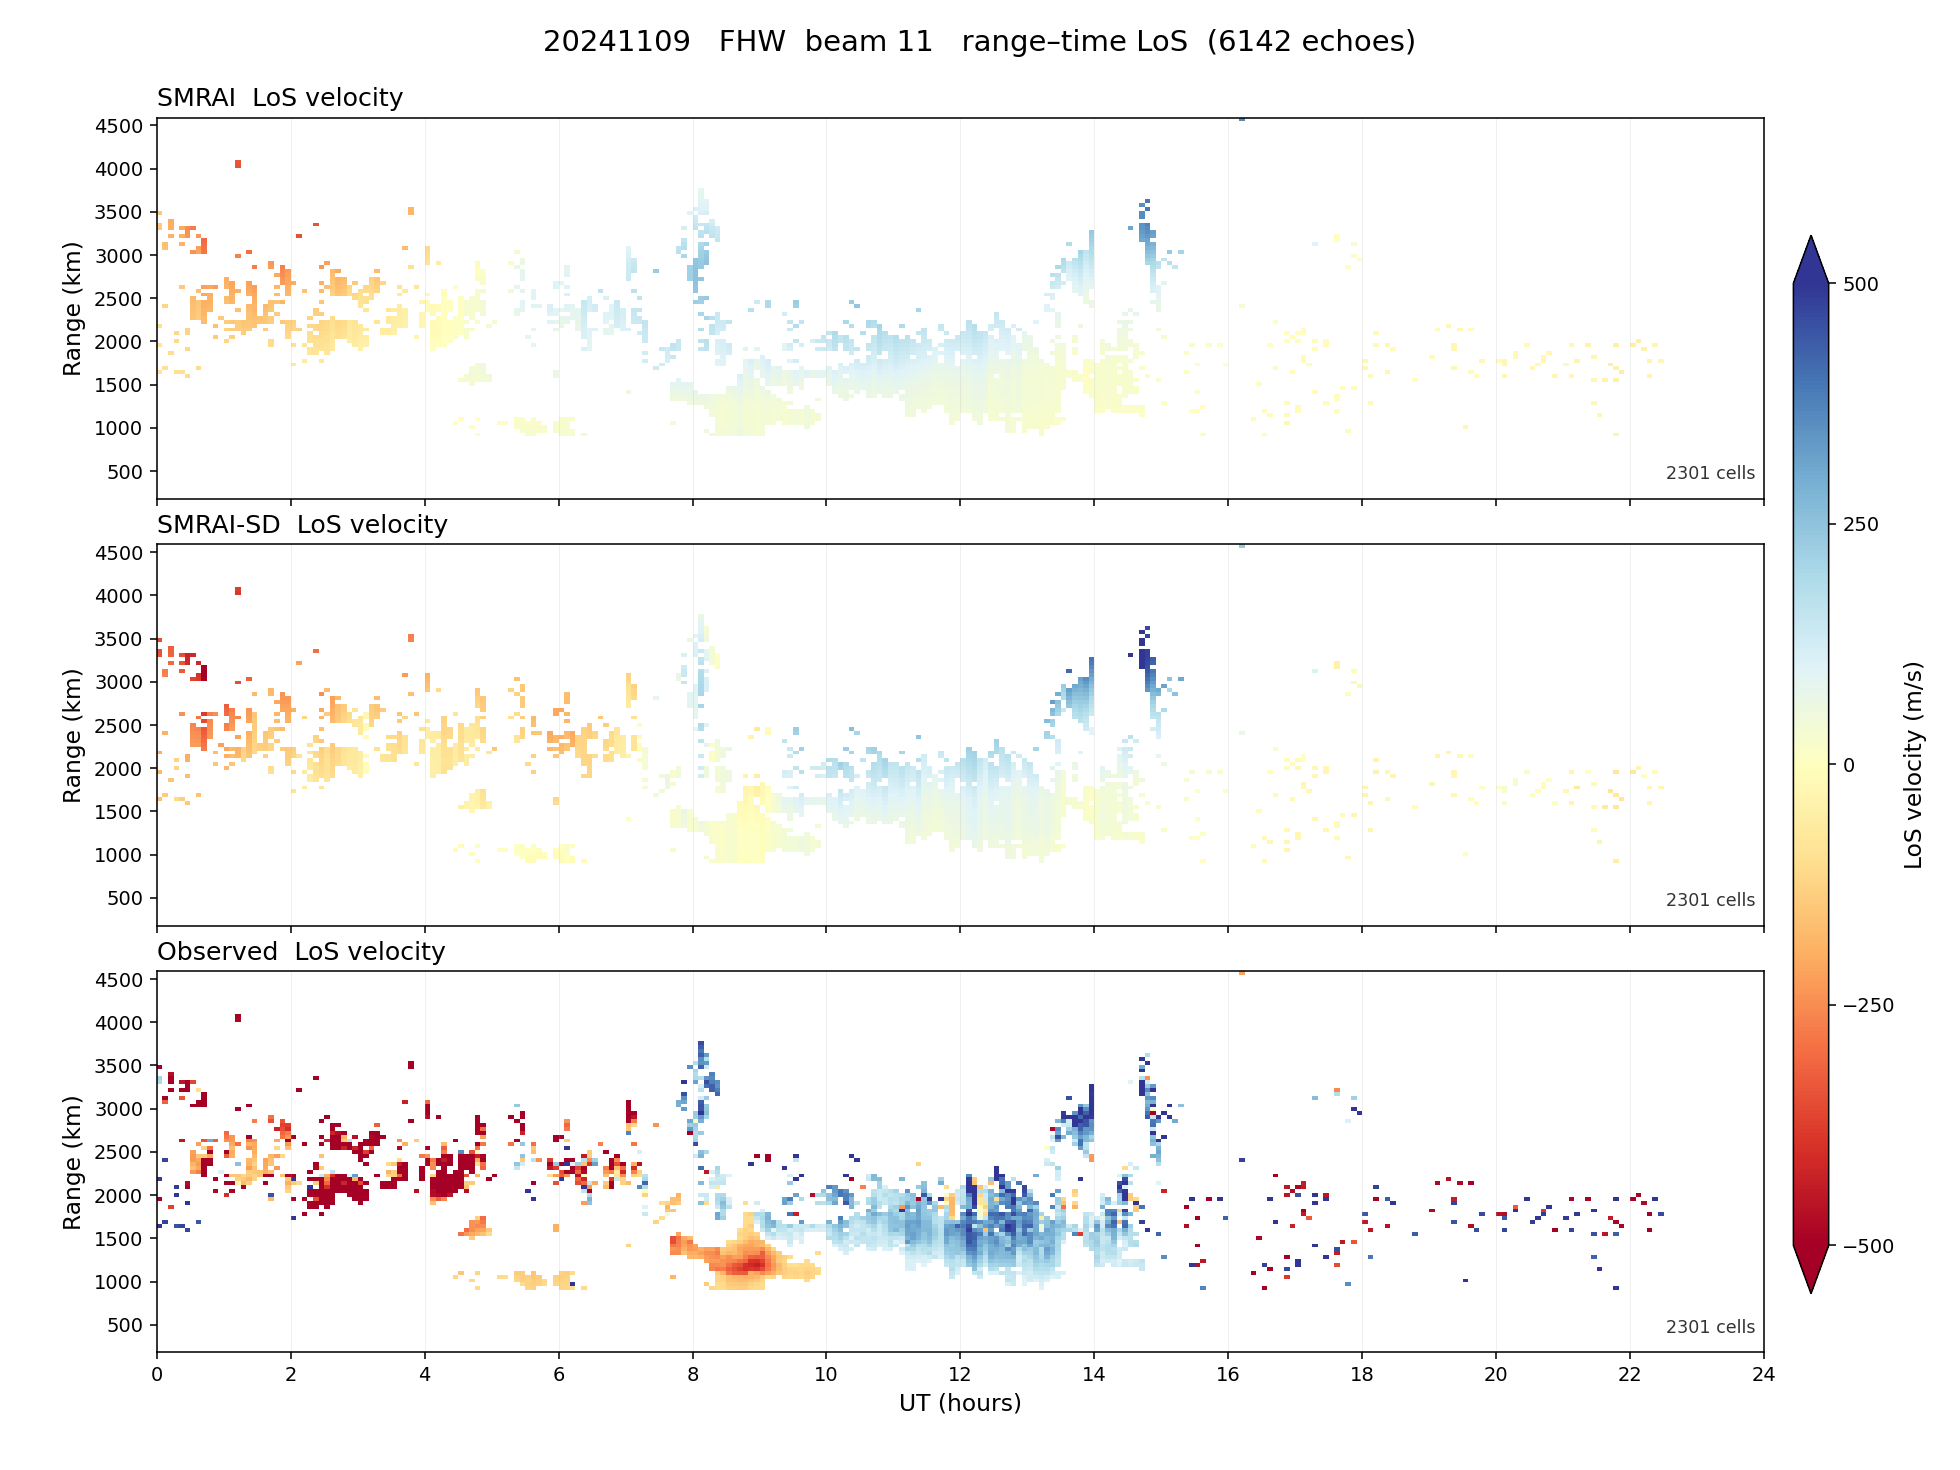 20241109   FHW  beam 11   range–time LoS  (6142 echoes)
SMRAI  LoS velocity
4500
4000
3500
3000
2500
2000
1500
1000
500
Range (km)
2301 cells
SMRAI-SD  LoS velocity
4500
4000
3500
3000
2500
2000
1500
1000
500
Range (km)
2301 cells
Observed  LoS velocity
4500
4000
3500
3000
2500
2000
1500
1000
500
Range (km)
2301 cells
0 2 4 6 8 10 12 14 16 18 20 22 24
UT (hours)
500
250
0
−250
−500
LoS velocity (m/s)